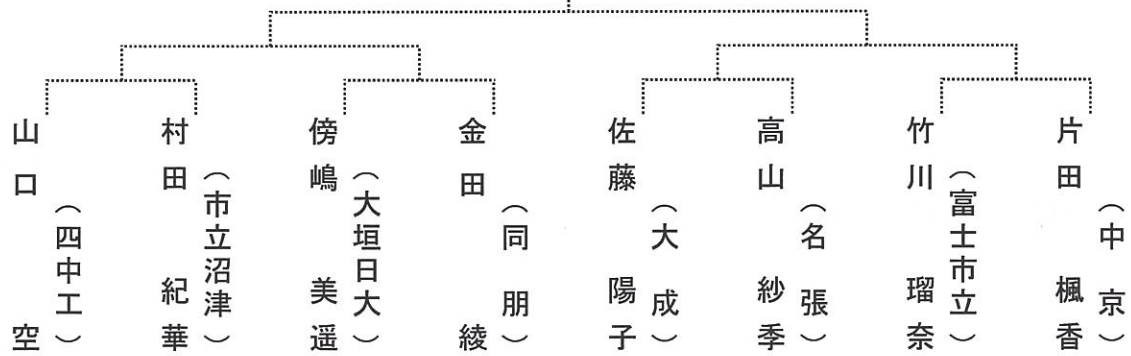 山口 空
(四中工)
村田 紀華
(市立沼津)
傍嶋 美遥
(大垣日大)
金田 綾
(同朋)
佐藤 陽子
(大成)
高山 紗季
(名張)
竹川 瑠奈
(富士市立)
片田 楓香
(中京)